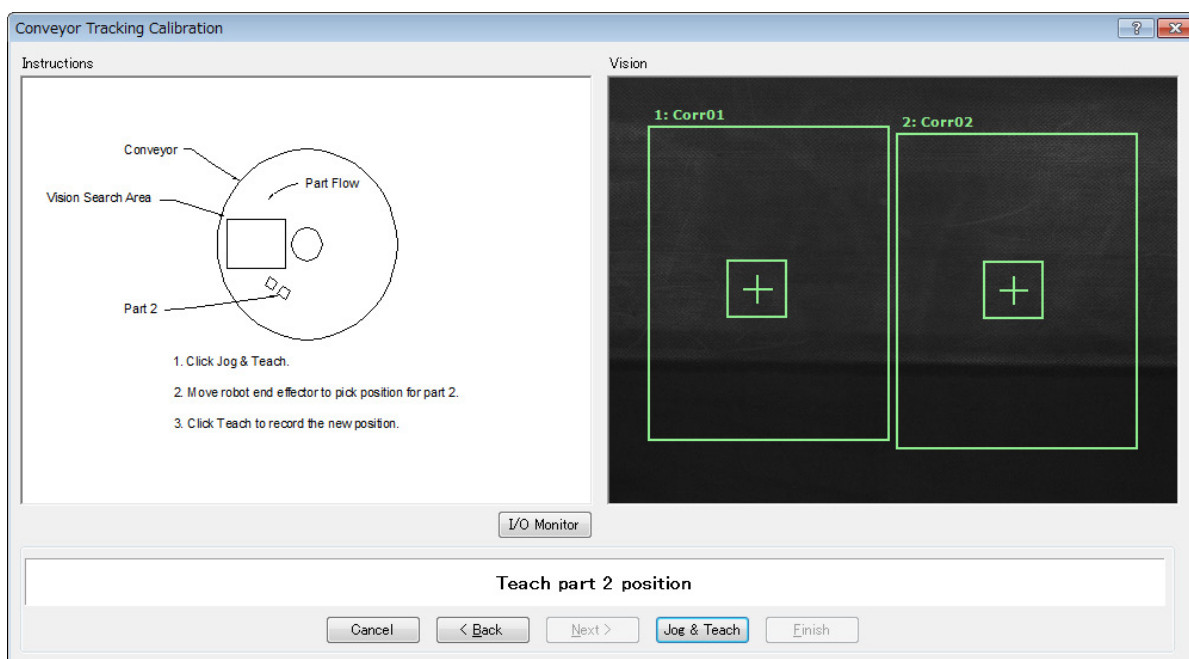 Conveyor Tracking Calibration
?
Instructions
Vision
Conveyor
Part Flow
Vision Search Area
Part 2
1. Click Jog & Teach.
2. Move robot end effector to pick position for part 2.
3. Click Teach to record the new position.
1: Corr01
2: Corr02
I/O Monitor
Teach part 2 position
Cancel
< Back
Next >
Jog & Teach
Finish